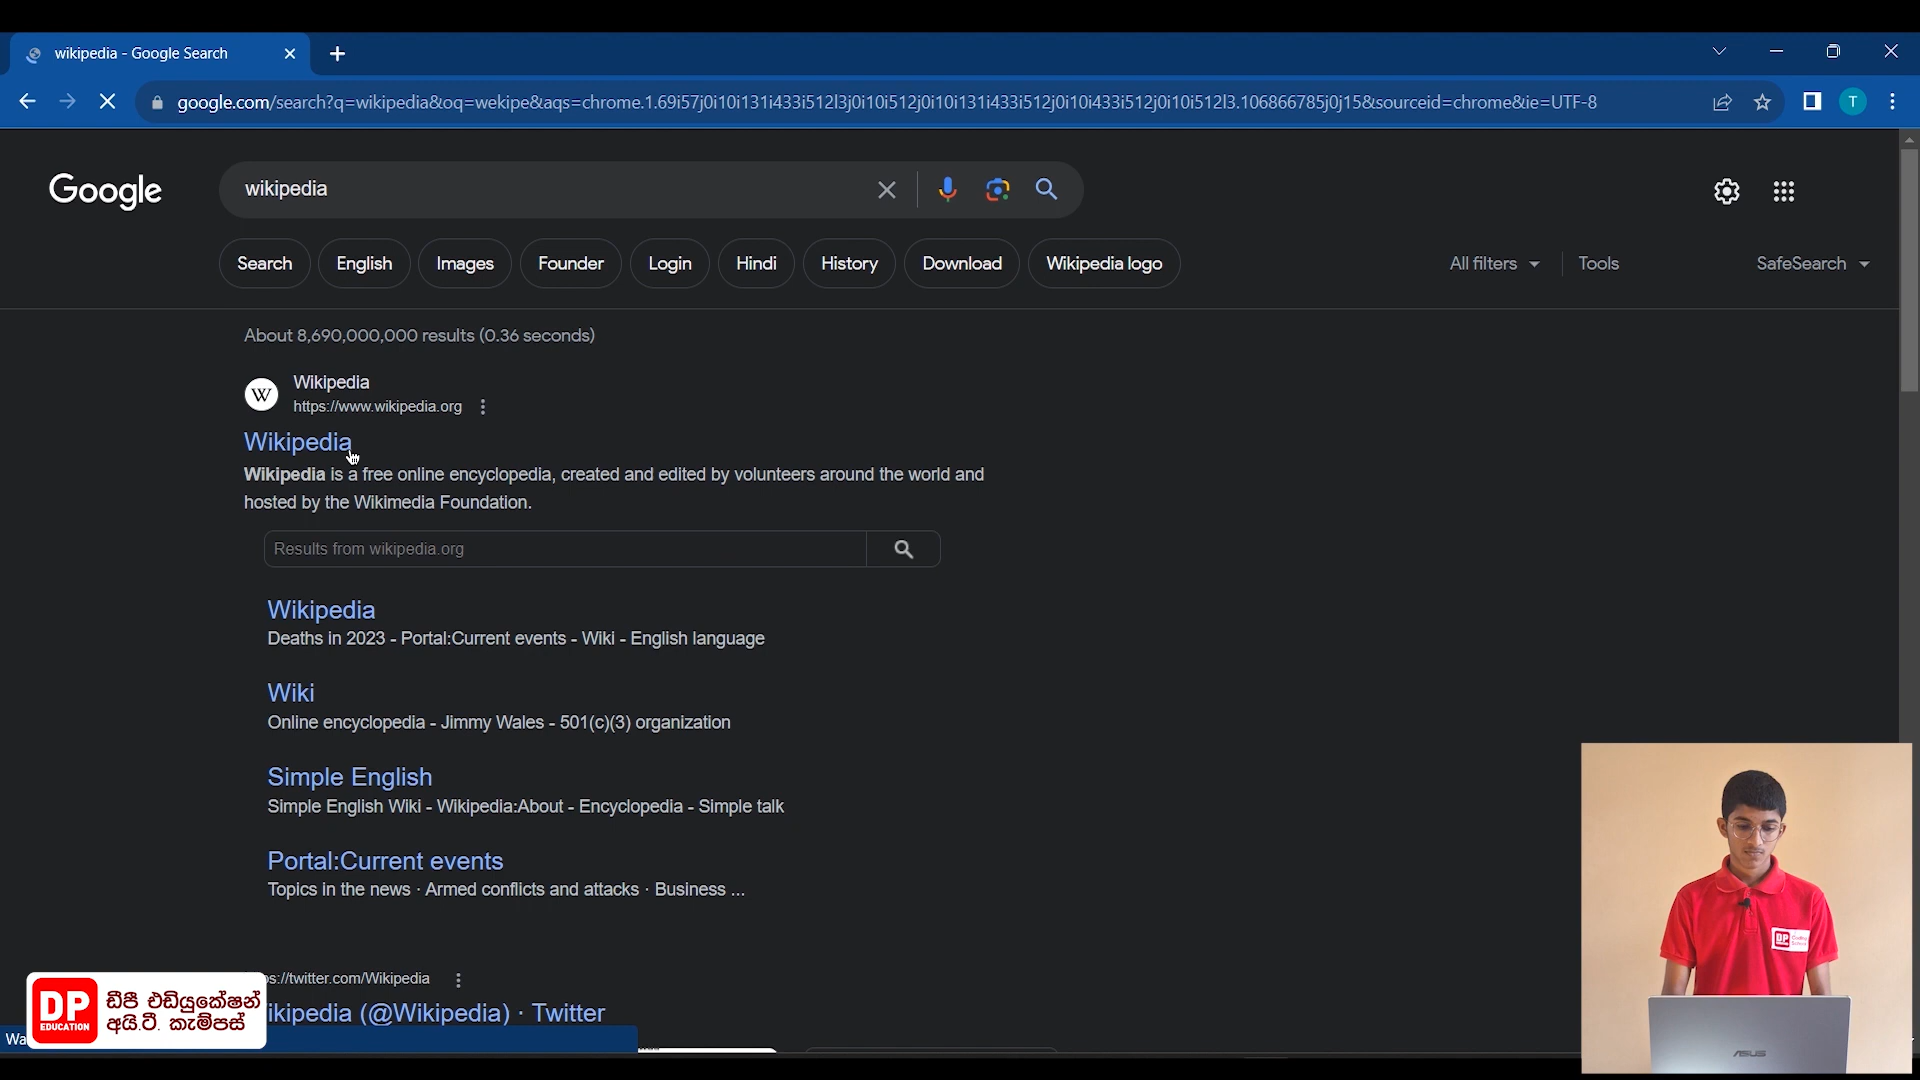 wikipedia - Google Search
google.com/search?q=wikipedia&oq=wekipe&aqs=chrome.1.69i57j0i10i131i433i512l3j0i10i512j0i10i131i433i512j0i10i433i512j0i10i512l3.106866785j0j15&sourceid=chrome&ie=UTF-8
T
Google
wikipedia
Search English Images Founder Login Hindi History Download Wikipedia logo All filters Tools SafeSearch
About 8,690,000,000 results (0.36 seconds)
W
Wikipedia
https://www.wikipedia.org
Wikipedia
Wikipedia is a free online encyclopedia, created and edited by volunteers around the world and
hosted by the Wikimedia Foundation.
Results from wikipedia.org
Wikipedia
Deaths in 2023 - Portal:Current events - Wiki - English language
Wiki
Online encyclopedia - Jimmy Wales - 501(c)(3) organization
Simple English
Simple English Wiki - Wikipedia:About - Encyclopedia - Simple talk
Portal:Current events
Topics in the news · Armed conflicts and attacks · Business ...
ps://twitter.com/Wikipedia
ikipedia (@Wikipedia) · Twitter
Wa
DP
EDUCATION
ඩීපී එඩියුකේෂන්
අයි.ටී. කැම්පස්
DP
ASUS